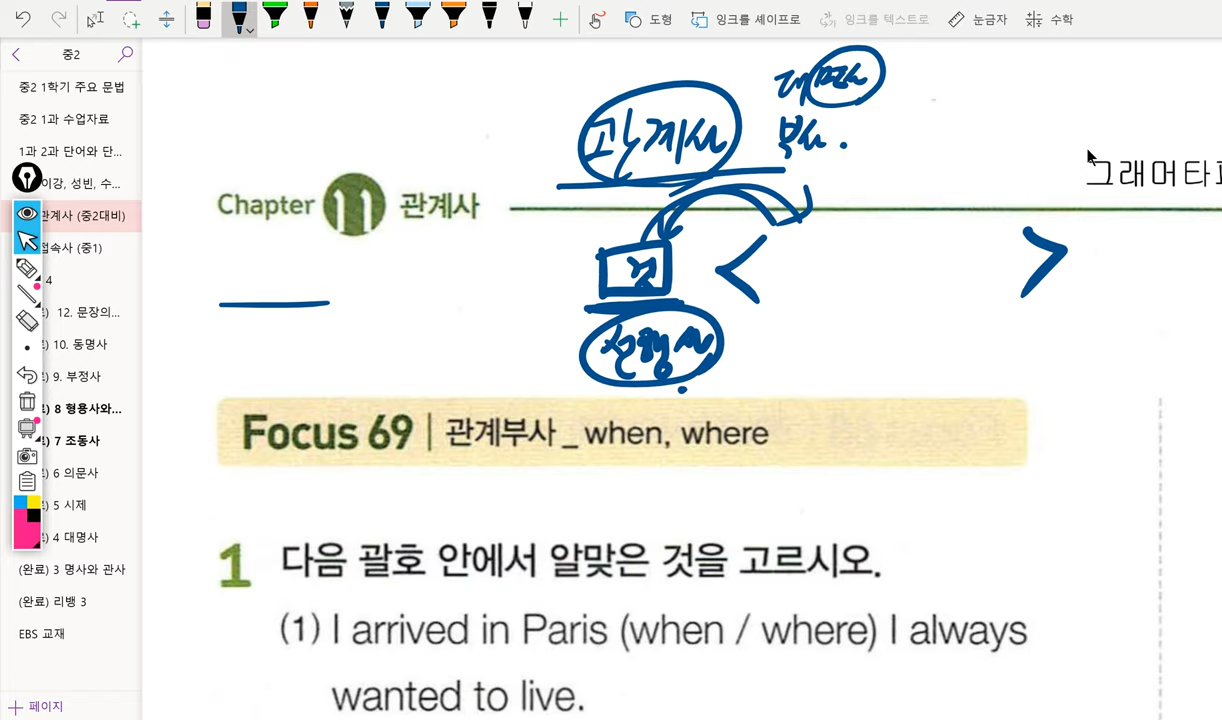 도형 잉크를 셰이프로 잉크를 텍스트로 눈금자 수학
중2
중2 1학기 주요 문법
중2 1과 수업자료
1과 2과 단어와 단...
이강, 성빈, 수...
관계사 (중2대비)
접속사 (중1)
4
12. 문장의...
10. 동명사
9. 부정사
8 형용사와...
7 조동사
6 의문사
5 시제
4 대명사
(완료) 3 명사와 관사
(완료) 리뱅 3
EBS 교재
페이지
관계사
부사.
Chapter 11 관계사
그래머타
것
< >
선행사
Focus 69 | 관계부사 _ when, where
1 다음 괄호 안에서 알맞은 것을 고르시오.
(1) I arrived in Paris (when / where) I always
wanted to live.